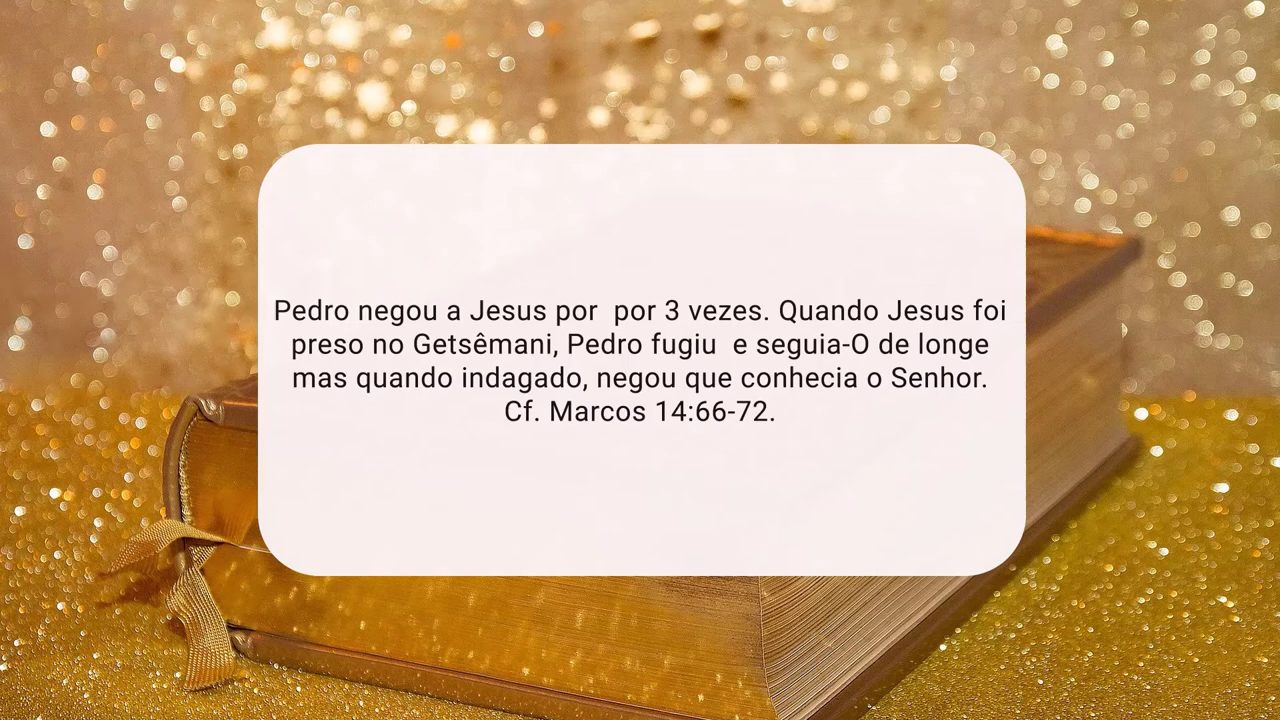 Pedro negou a Jesus por  por 3 vezes. Quando Jesus foi
preso no Getsêmani, Pedro fugiu  e seguia-O de longe
mas quando indagado, negou que conhecia o Senhor.
Cf. Marcos 14:66-72.